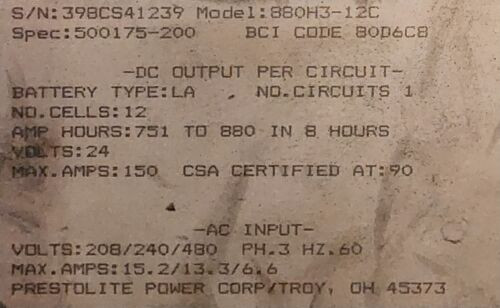 S/N:398CS41239 Model:880H3-12C
Spec:500175-200 BCI CODE 80D6C8
-DC OUTPUT PER CIRCUIT-
BATTERY TYPE:LA , NO.CIRCUITS 1
NO.CELLS:12
AMP HOURS:751 TO 880 IN 8 HOURS
VOLTS:24
MAX.AMPS:150 CSA CERTIFIED AT:90
-AC INPUT-
VOLTS:208/240/480 PH.3 HZ.60
MAX.AMPS:15.2/13.3/6.6
PRESTOLITE POWER CORP/TROY, OH 45373